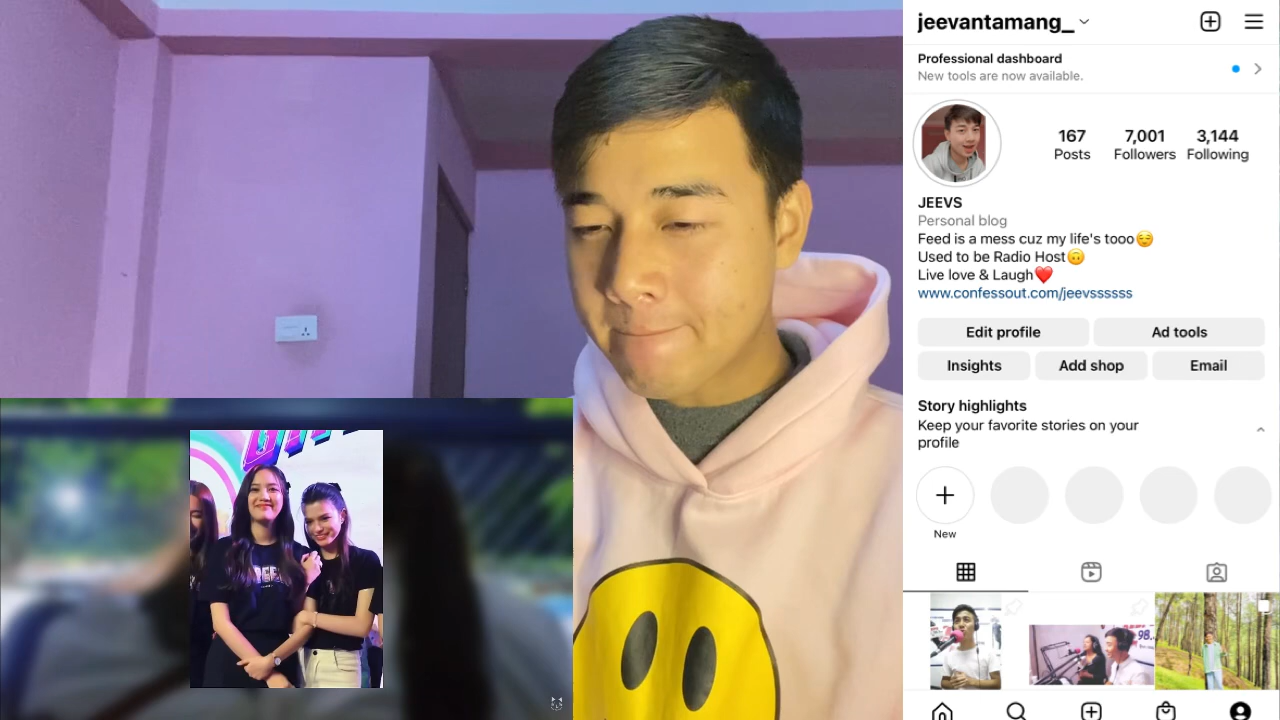 jeevantamang_
Professional dashboard
New tools are now available.
167
7,001
3,144
Posts
Followers
Following
JEEVS
Personal blog
Feed is a mess cuz my life's tooo😌
Used to be Radio Host🙃
Live love & Laugh❤️
www.confessout.com/jeevssssss
Edit profile
Ad tools
Insights
Add shop
Email
Story highlights
Keep your favorite stories on your
profile
New
98.